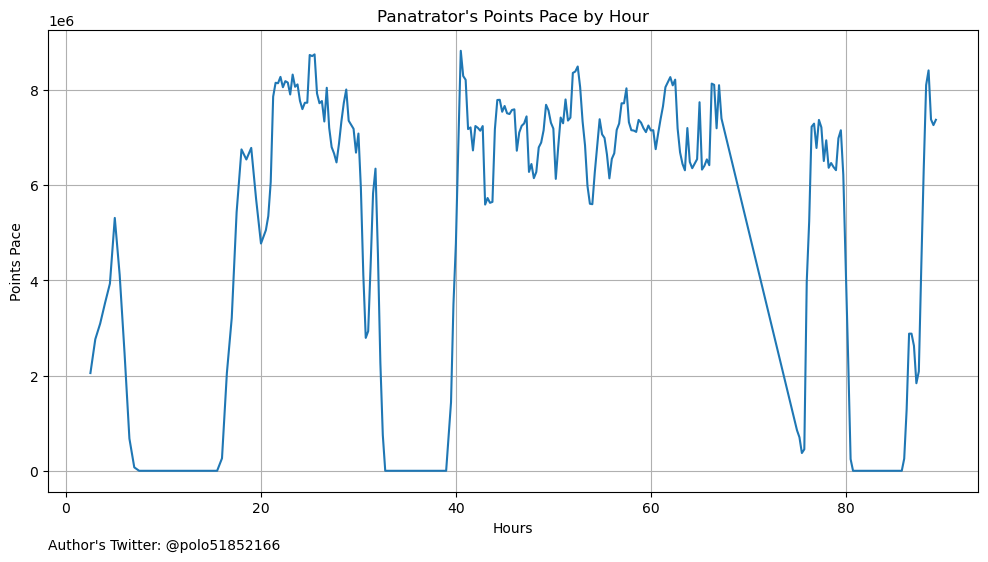 Panatrator's Points Pace by Hour
1e6
8
6
4
2
0
Points Pace
0 20 40 60 80
Hours
Author's Twitter: @polo51852166